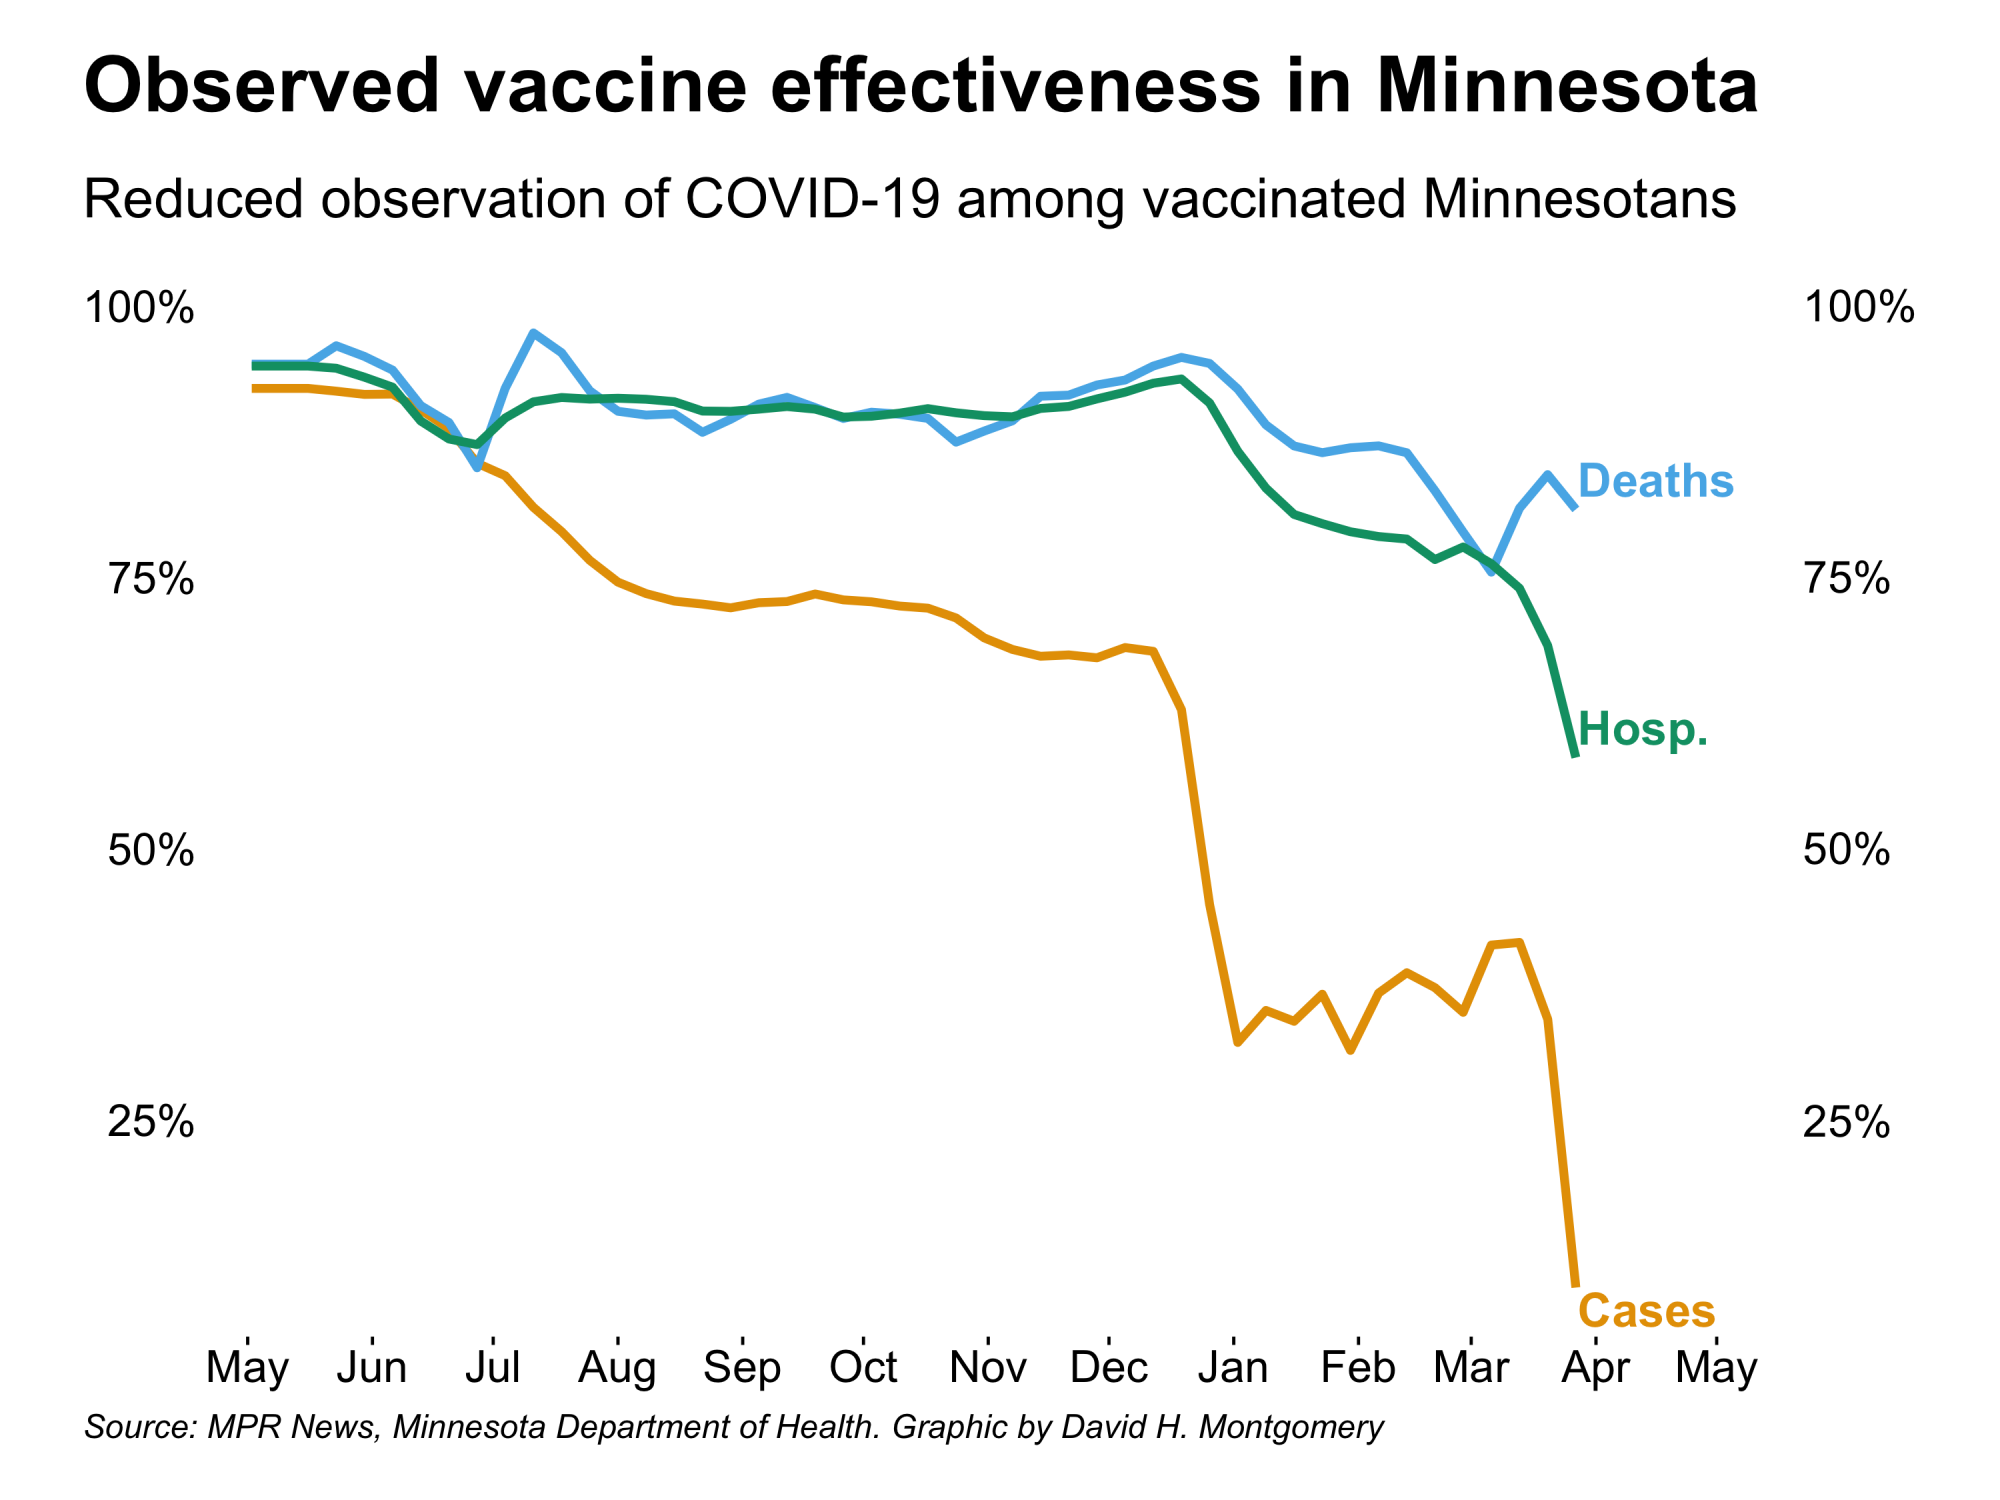 Observed vaccine effectiveness in Minnesota
Reduced observation of COVID-19 among vaccinated Minnesotans
100% 100%
75% 75%
50% 50%
25% 25%
Deaths
Hosp.
Cases
May Jun Jul Aug Sep Oct Nov Dec Jan Feb Mar Apr May
Source: MPR News, Minnesota Department of Health. Graphic by David H. Montgomery